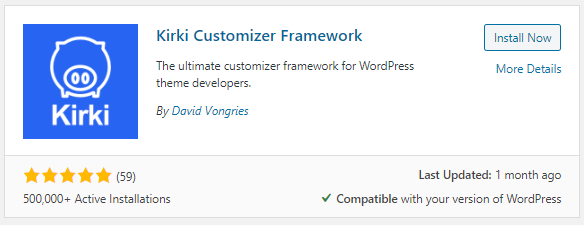 Kirki
Kirki Customizer Framework
The ultimate customizer framework for WordPress
theme developers.
By David Vongries
Install Now
More Details
(59)
500,000+ Active Installations
Last Updated: 1 month ago
Compatible with your version of WordPress